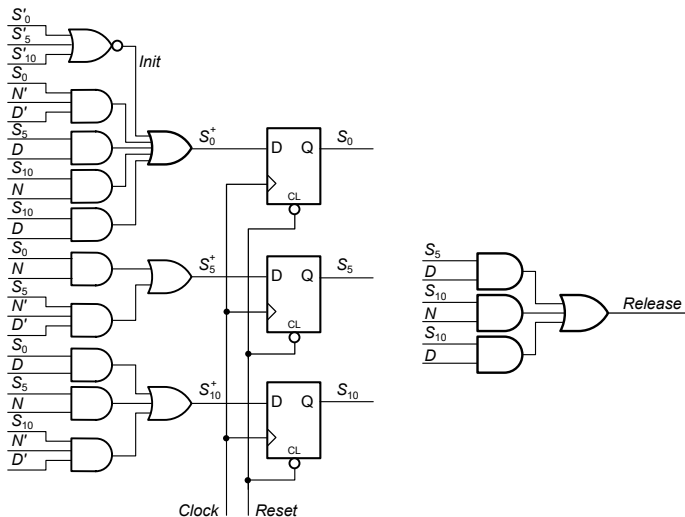 S'₀
S'₅
S'₁₀
Init
S₀
N'
D'
S₅
D
S₁₀
N
S₁₀
D
S₀⁺
D Q
CL
S₀
S₀
N
S₅
N'
D'
S₅⁺
D Q
CL
S₅
S₀
D
S₅
N
S₁₀
N'
D'
S₁₀⁺
D Q
CL
S₁₀
Clock
Reset
S₅
D
S₁₀
N
S₁₀
D
Release